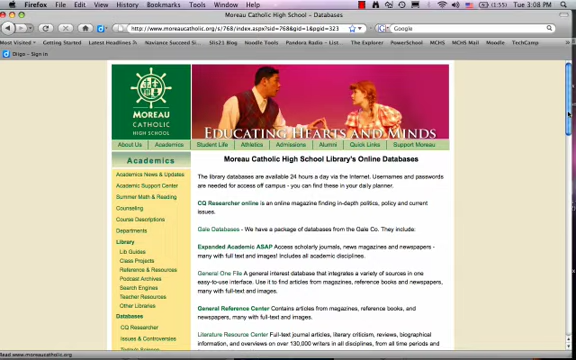 Firefox File Edit View History Bookmarks Tools Window Help (1:55) Tue 3:08 PM
Moreau Catholic High School – Databases
http://www.moreaucatholic.org/s/768/index.aspx?sid=768&gid=1&pgid=323 Google
Most Visited Getting Started Latest Headlines Naviance Succeed Sl Slis21 Blogs Noodle Tools Pandora Radio – Lis The Explorer PowerSchool MCHS MCHS Mail Moodle TechCamp
Diigo – Sign in
MOREAU
CATHOLIC
HIGH SCHOOL
EDUCATING HEARTS AND MINDS
About Us Academics Student Life Athletics Admissions Alumni Quick Links Support Moreau
Academics
Academics News & Updates
Academic Support Center
Summer Math & Reading
Counseling
Course Descriptions
Departments
Library
Lib Guides
Class Projects
Reference & Resources
Podcast Archives
Search Engines
Teacher Resources
Other Libraries
Databases
CQ Researcher
Issues & Controversies
Today's Science
Moreau Catholic High School Library's Online Databases
The library databases are available 24 hours a day via the Internet. Usernames and passwords
are needed for access off campus - you can find these in your daily planner.
CQ Researcher online is an online magazine finding in-depth politics, policy and current
issues.
Gale Databases - We have a package of databases from the Gale Co. They include:
Expanded Academic ASAP Access scholarly journals, news magazines and newspapers -
many with full text and images! Includes all academic disciplines.
General One File A general interest database that integrates a variety of sources in one
easy-to-use interface. Use it to find articles from magazines, reference books, and
newspapers, many with full-text and images.
General Reference Center Contains articles from magazines, reference books, and
newspapers, many with full-text and images.
Literature Resource Center Full-text journal articles, literary criticism, reviews, biographical
information, and overviews on over 130,000 writers in all disciplines, from all time periods and
Read www.moreaucatholic.org